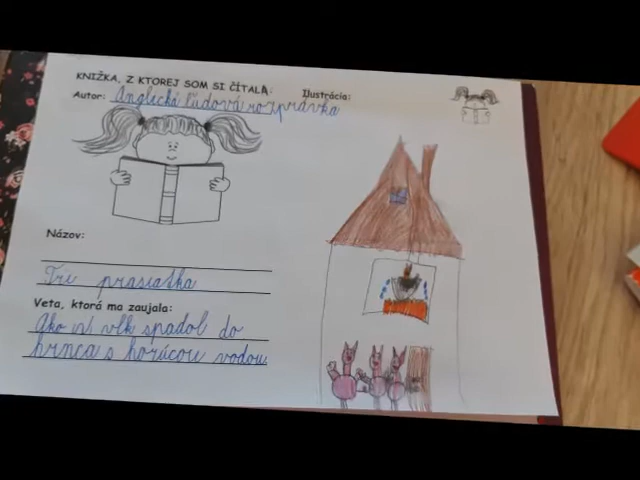 KNIŽKA, Z KTOREJ SOM SI ČÍTALA:
Autor: Anglická ľudová rozprávka
Ilustrácia:
Názov:
Tri prasiatka
Veta, ktorá ma zaujala:
Ako vlk spadol do
hrnca s horúcou vodou